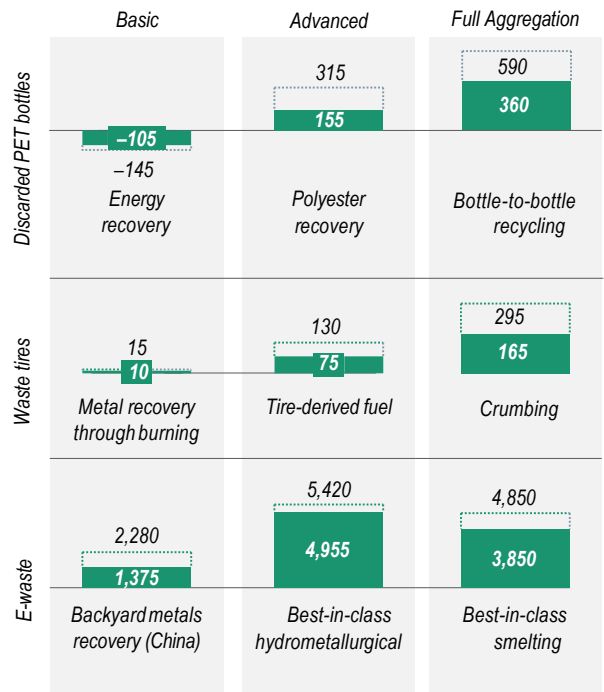 Basic
Advanced
Full Aggregation
Discarded PET bottles
–105
–145
Energy
recovery
315
155
Polyester
recovery
590
360
Bottle-to-bottle
recycling
Waste tires
15
10
Metal recovery
through burning
130
75
Tire-derived fuel
295
165
Crumbing
E-waste
2,280
1,375
Backyard metals
recovery (China)
5,420
4,955
Best-in-class
hydrometallurgical
4,850
3,850
Best-in-class
smelting